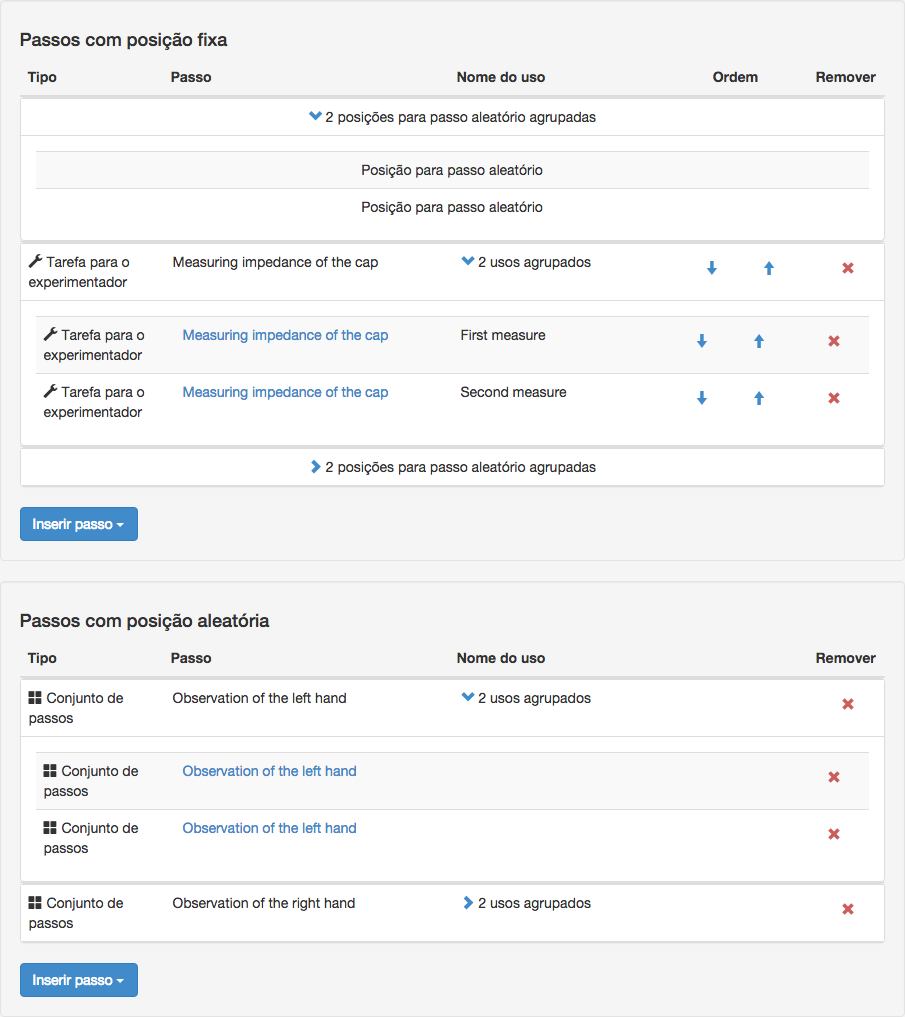 Passos com posição fixa
Tipo Passo Nome do uso Ordem Remover
2 posições para passo aleatório agrupadas
Posição para passo aleatório
Posição para passo aleatório
Tarefa para o Measuring impedance of the cap 2 usos agrupados
experimentador
Tarefa para o Measuring impedance of the cap First measure
experimentador
Tarefa para o Measuring impedance of the cap Second measure
experimentador
2 posições para passo aleatório agrupadas
Inserir passo
Passos com posição aleatória
Tipo Passo Nome do uso Remover
Conjunto de Observation of the left hand 2 usos agrupados
passos
Conjunto de Observation of the left hand
passos
Conjunto de Observation of the left hand
passos
Conjunto de Observation of the right hand 2 usos agrupados
passos
Inserir passo